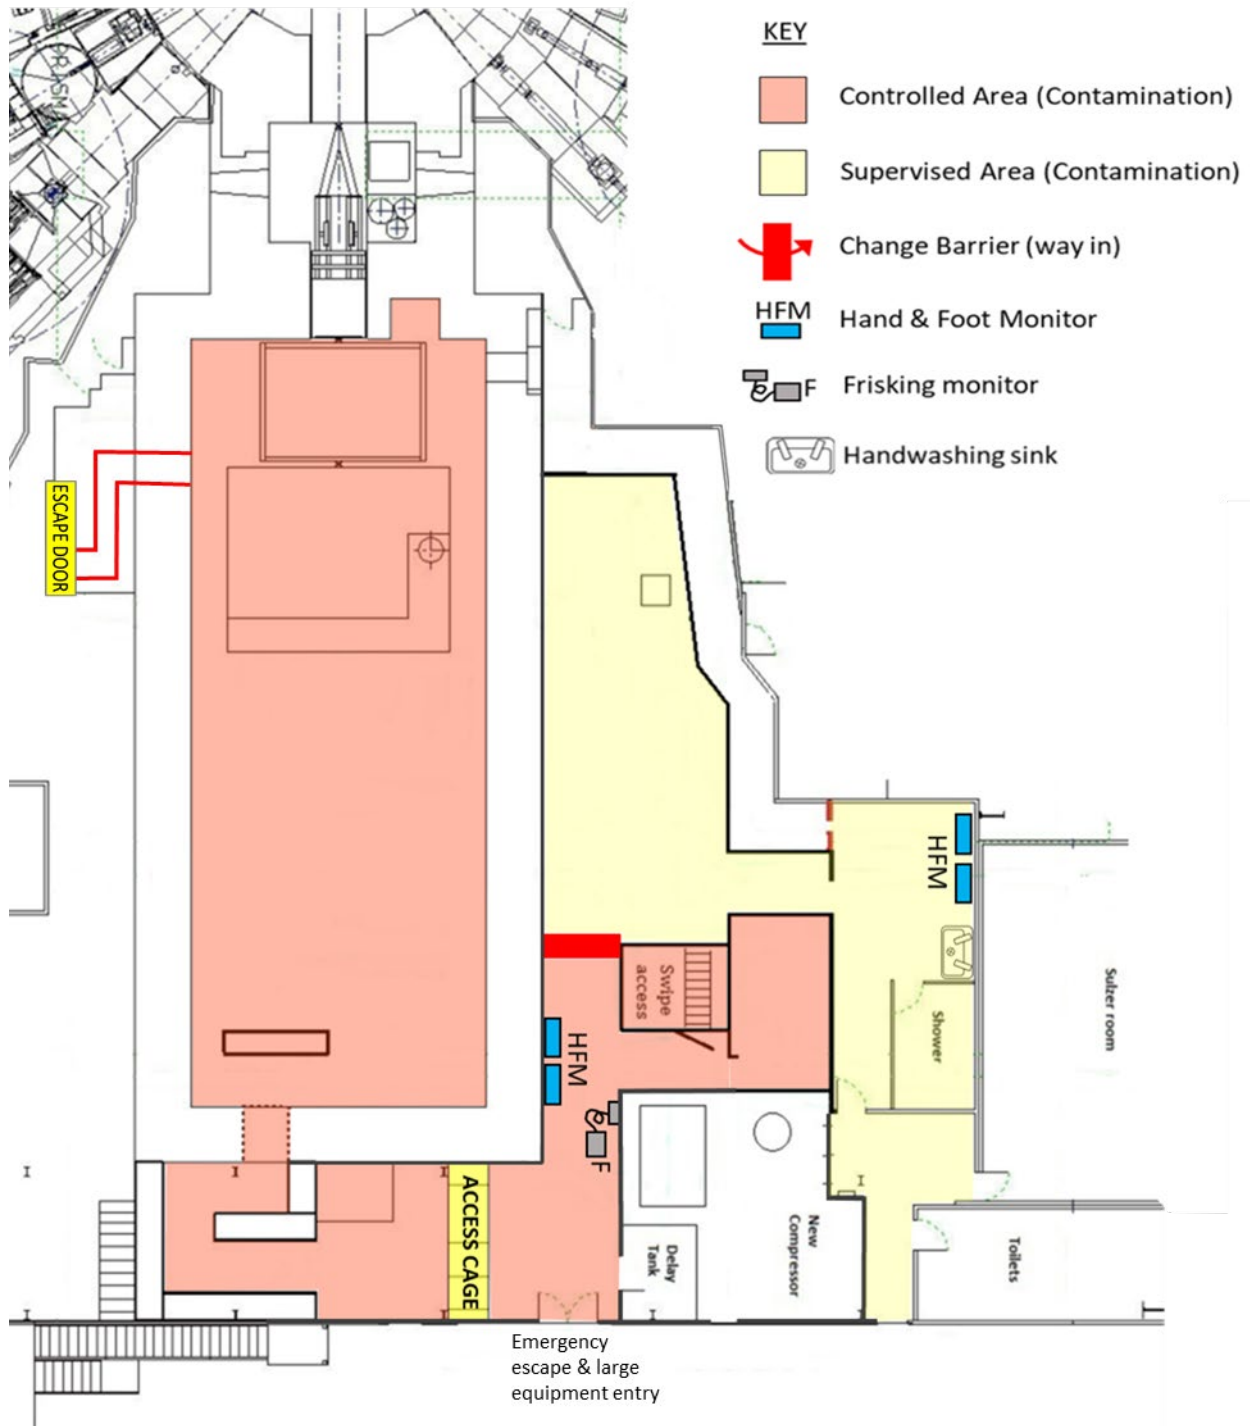 KEY
Controlled Area (Contamination)
Supervised Area (Contamination)
Change Barrier (way in)
HFM
Hand & Foot Monitor
F
Frisking monitor
Handwashing sink
PRISMA
ESCAPE DOOR
HFM
Swipe
access
Shower
Sulzer room
HFM
F
ACCESS CAGE
Delay
Tank
New
Compressor
Toilets
Emergency
escape & large
equipment entry